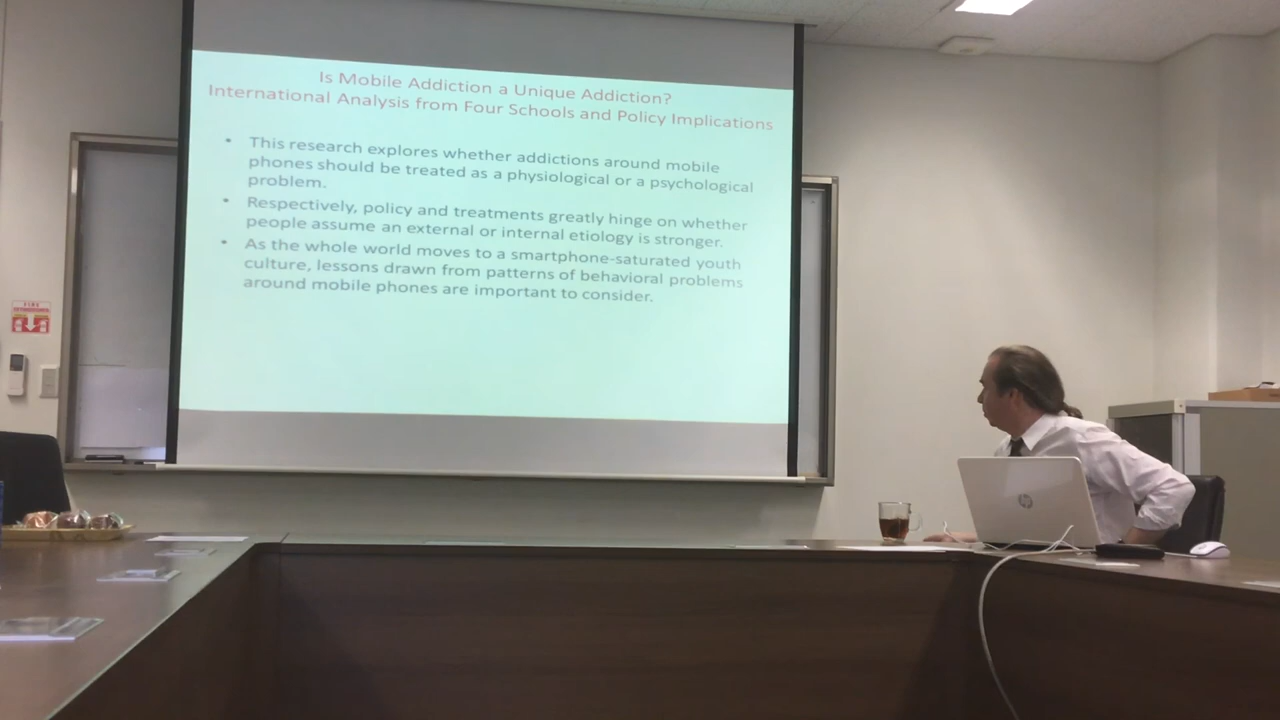 Is Mobile Addiction a Unique Addiction?
International Analysis from Four Schools and Policy Implications
• This research explores whether addictions around mobile
phones should be treated as a physiological or a psychological
problem.
• Respectively, policy and treatments greatly hinge on whether
people assume an external or internal etiology is stronger.
• As the whole world moves to a smartphone-saturated youth
culture, lessons drawn from patterns of behavioral problems
around mobile phones are important to consider.
FIRE
hp